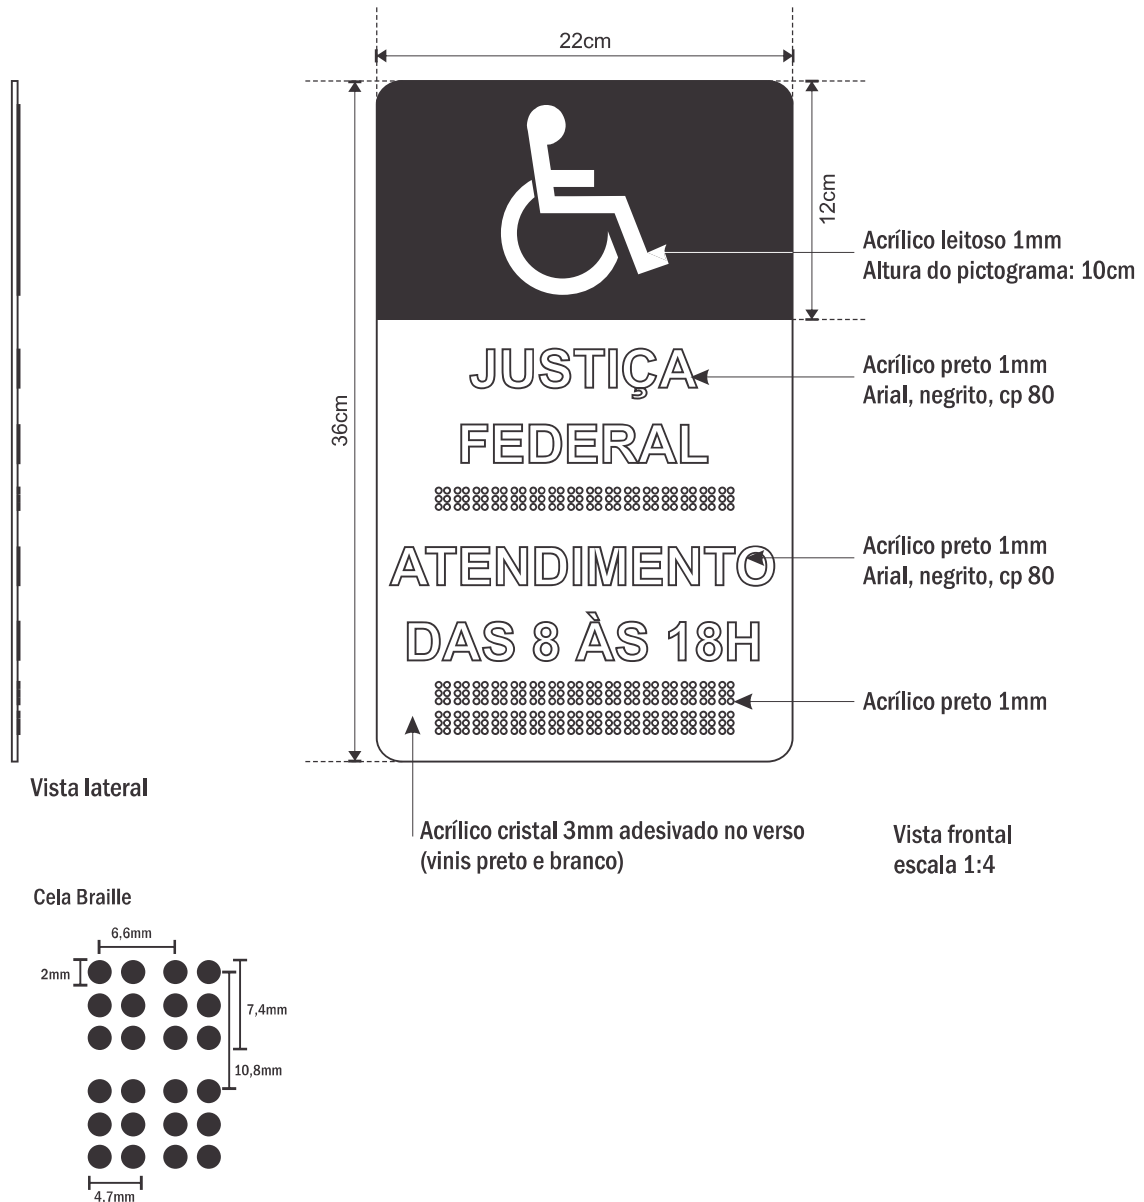 22cm
12cm
36cm
Acrílico leitoso 1mm
Altura do pictograma: 10cm
JUSTIÇA
FEDERAL
Acrílico preto 1mm
Arial, negrito, cp 80
ATENDIMENTO
DAS 8 ÀS 18H
Acrílico preto 1mm
Arial, negrito, cp 80
Acrílico preto 1mm
Vista lateral
Acrílico cristal 3mm adesivado no verso
(vinis preto e branco)
Vista frontal
escala 1:4
Cela Braille
6,6mm
2mm
7,4mm
10,8mm
4,7mm